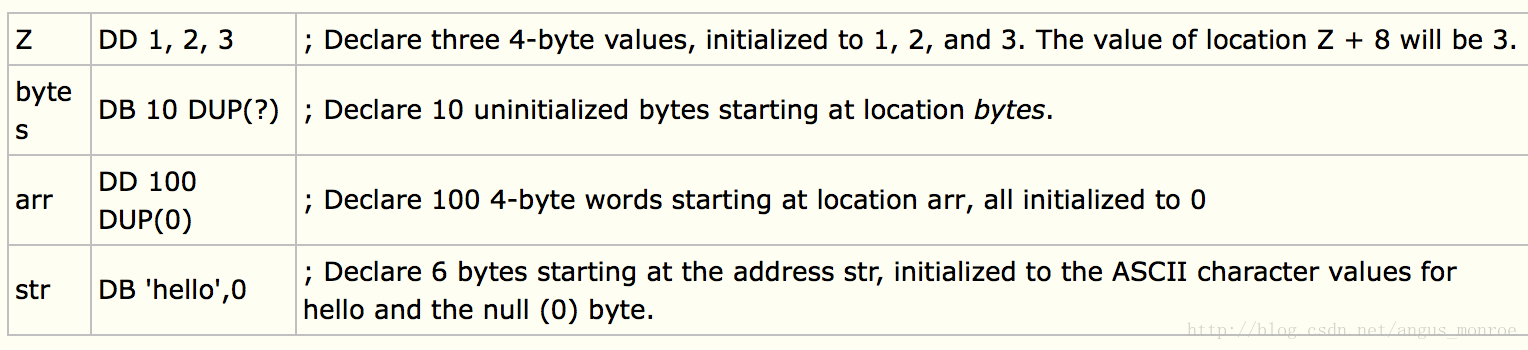 Z DD 1, 2, 3 ; Declare three 4-byte values, initialized to 1, 2, and 3. The value of location Z + 8 will be 3.
byte
s DB 10 DUP(?) ; Declare 10 uninitialized bytes starting at location bytes.
arr DD 100
DUP(0) ; Declare 100 4-byte words starting at location arr, all initialized to 0
str DB 'hello',0 ; Declare 6 bytes starting at the address str, initialized to the ASCII character values for
hello and the null (0) byte.
http://blog.csdn.net/angus_monroe